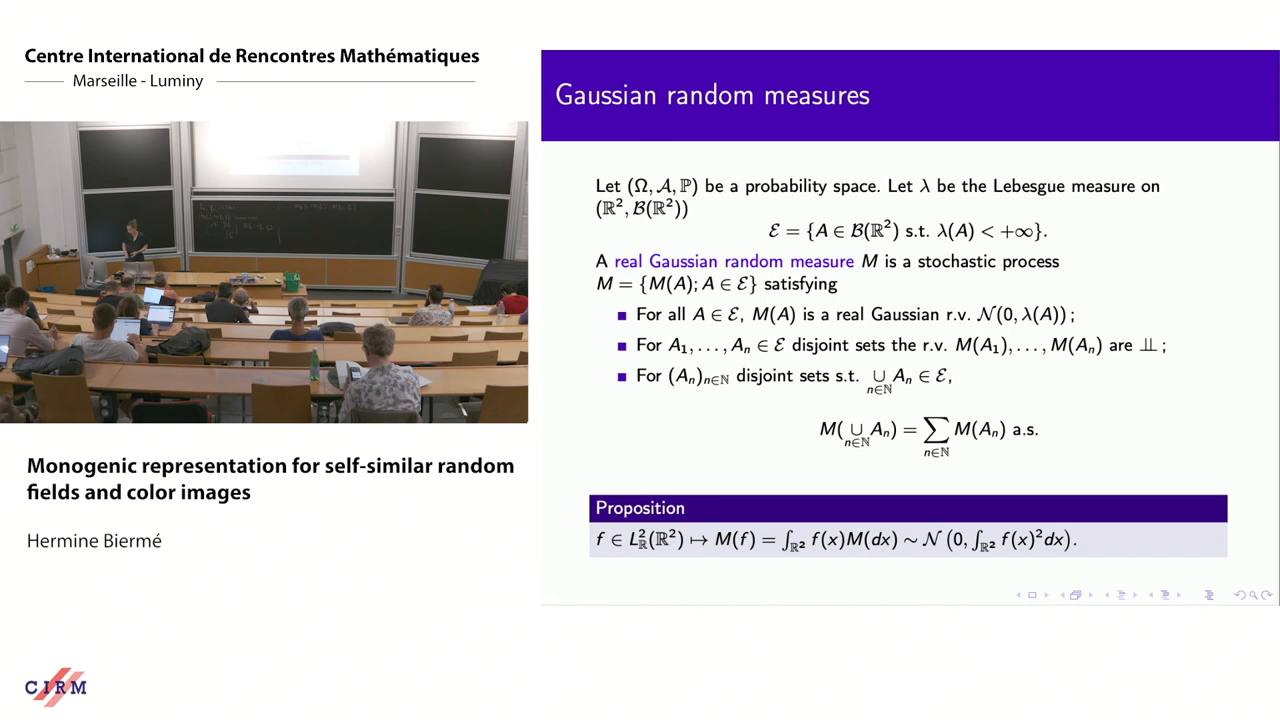 Centre International de Rencontres Mathématiques
Marseille - Luminy
Monogenic representation for self-similar random
fields and color images
Hermine Biermé
CIRM
Gaussian random measures
Let (Ω, 𝒜, ℙ) be a probability space. Let λ be the Lebesgue measure on
(ℝ², ℬ(ℝ²))
ℰ = {A ∈ ℬ(ℝ²) s.t. λ(A) < +∞}.
A real Gaussian random measure M is a stochastic process
M = {M(A); A ∈ ℰ} satisfying
■ For all A ∈ ℰ, M(A) is a real Gaussian r.v. 𝒩(0, λ(A)) ;
■ For A₁, . . . , Aₙ ∈ ℰ disjoint sets the r.v. M(A₁), . . . , M(Aₙ) are ⫫ ;
■ For (Aₙ)ₙ∈ℕ disjoint sets s.t. ∪ₙ∈ℕ Aₙ ∈ ℰ,
M(∪ₙ∈ℕ Aₙ) = ∑ₙ∈ℕ M(Aₙ) a.s.
Proposition
f ∈ L²_ℝ(ℝ²) ↦ M(f) = ∫_ℝ² f(x)M(dx) ∼ 𝒩 (0, ∫_ℝ² f(x)²dx).